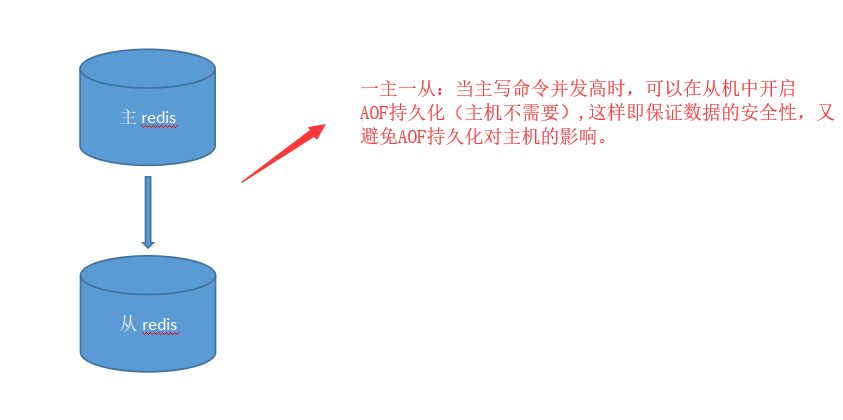 主 redis
一主一从：当主写命令并发高时，可以在从机中开启
AOF持久化（主机不需要）,这样即保证数据的安全性，又
避免AOF持久化对主机的影响。
从 redis